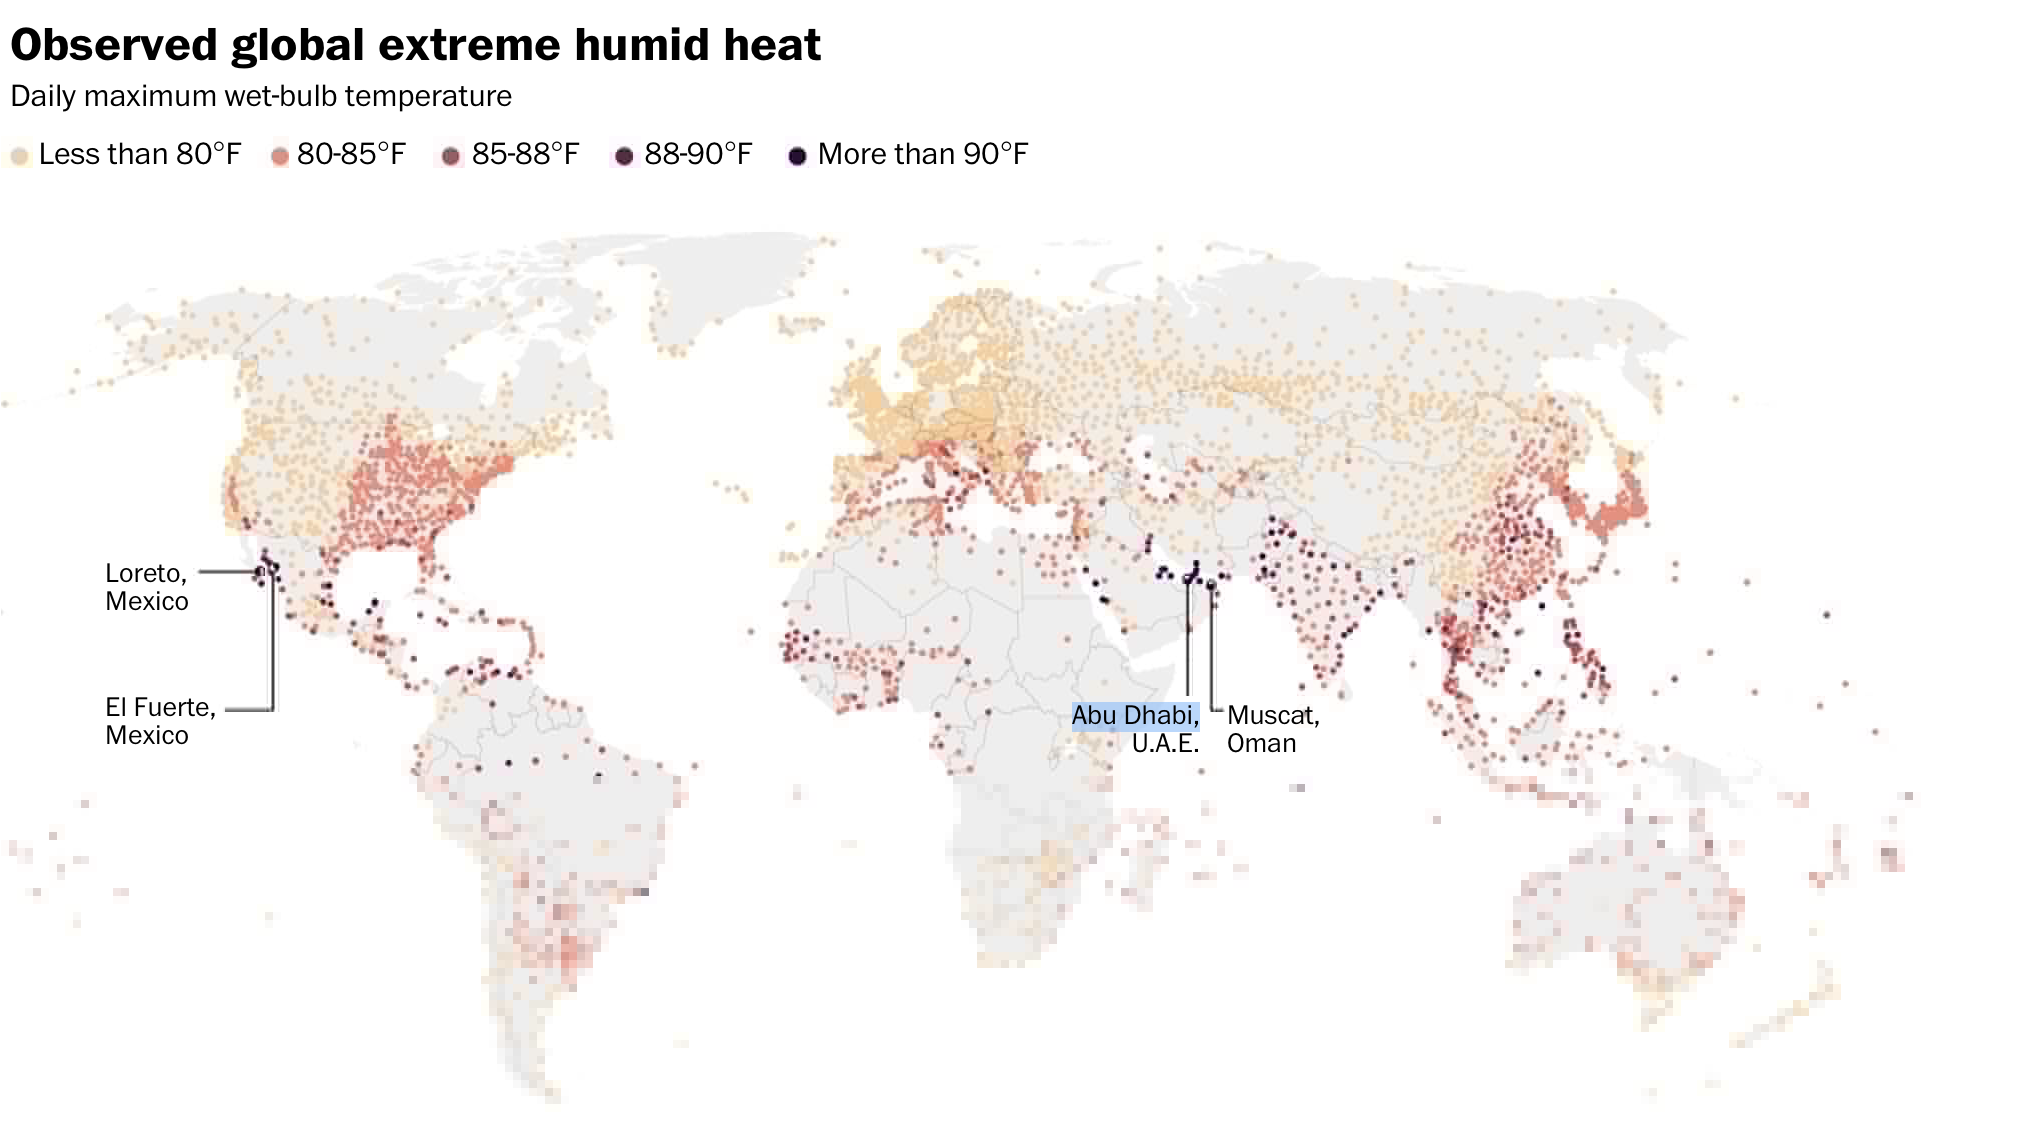 Observed global extreme humid heat
Daily maximum wet-bulb temperature
Less than 80°F 80-85°F 85-88°F 88-90°F More than 90°F
Loreto,
Mexico
El Fuerte,
Mexico
Abu Dhabi,
U.A.E.
Muscat,
Oman